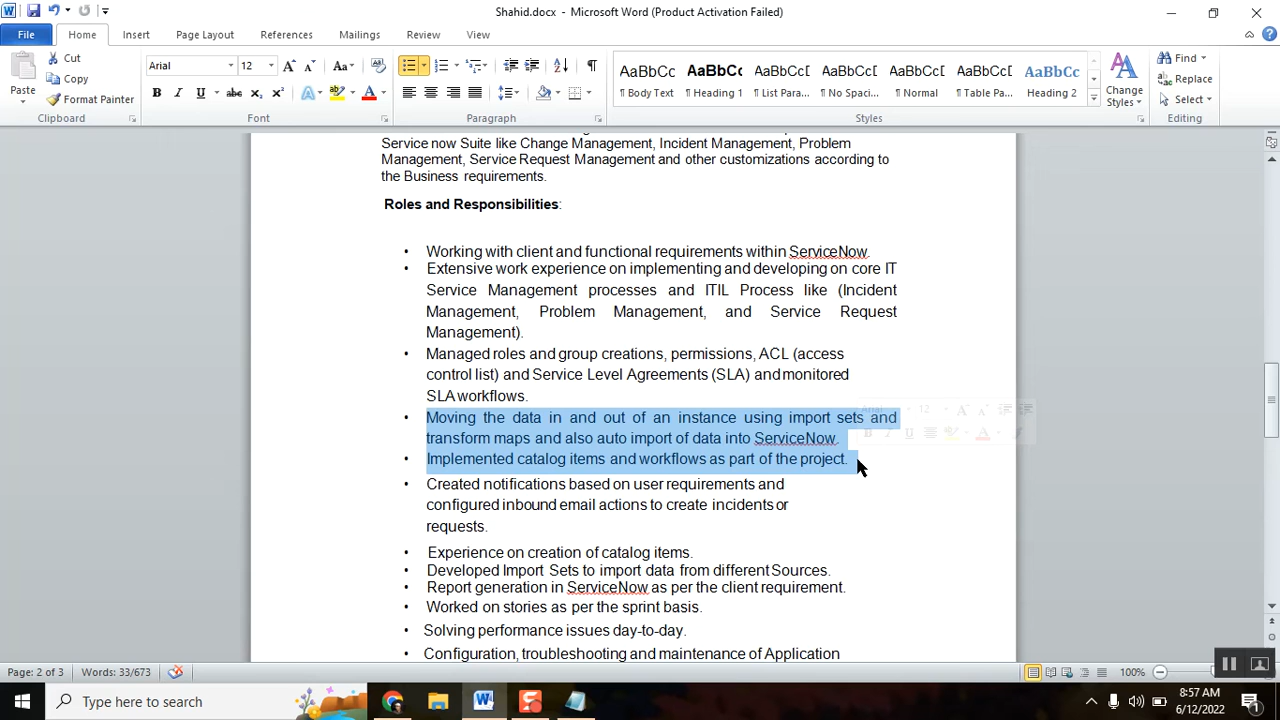 Shahid.docx - Microsoft Word (Product Activation Failed)
File Home Insert Page Layout References Mailings Review View
Paste Cut Copy Format Painter
Arial 12
AaBbCc AaBbCc AaBbCcD AaBbCcD AaBbCcD AaBbCcD AaBbCc
¶ Body Text ¶ Heading 1 ¶ List Para... ¶ No Spaci... ¶ Normal ¶ Table Pa... Heading 2
Change Styles
Find Replace Select
Clipboard Font Paragraph Styles Editing
Service now Suite like Change Management, Incident Management, Problem
Management, Service Request Management and other customizations according to
the Business requirements.
Roles and Responsibilities:
• Working with client and functional requirements within ServiceNow.
• Extensive work experience on implementing and developing on core IT
Service Management processes and ITIL Process like (Incident
Management, Problem Management, and Service Request
Management).
• Managed roles and group creations, permissions, ACL (access
control list) and Service Level Agreements (SLA) and monitored
SLA workflows.
• Moving the data in and out of an instance using import sets and
transform maps and also auto import of data into ServiceNow.
• Implemented catalog items and workflows as part of the project.
• Created notifications based on user requirements and
configured inbound email actions to create incidents or
requests.
• Experience on creation of catalog items.
• Developed Import Sets to import data from different Sources.
• Report generation in ServiceNow as per the client requirement.
• Worked on stories as per the sprint basis.
• Solving performance issues day-to-day.
• Configuration, troubleshooting and maintenance of Application
Page: 2 of 3 Words: 33/673 100%
Type here to search
8:57 AM
6/12/2022